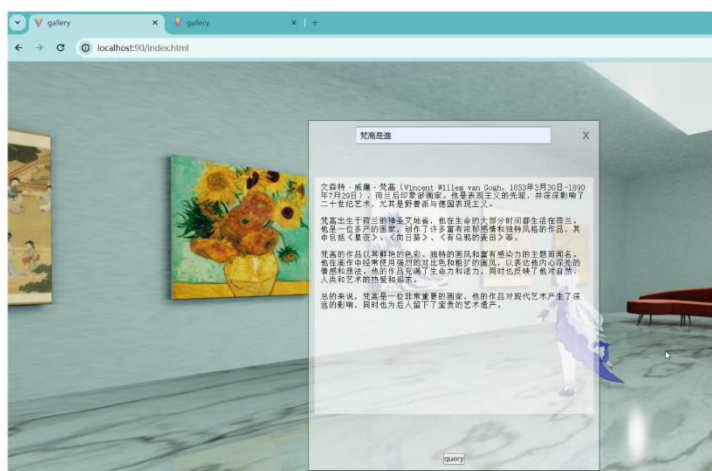 gallery
gallery
localhost:90/index.html
梵高是谁
X
文森特·威廉·梵高（Vincent Willem van Gogh，1853年3月30日-1890
年7月29日），荷兰后印象派画家。他是表现主义的先驱，并深深影响了
二十世纪艺术，尤其是野兽派与德国表现主义。
梵高出生于荷兰的赫圣艾地省，他在生命的大部分时间都生活在荷兰。
他是一位多产的画家，创作了许多富有浓郁感情和独特风格的作品，其
中包括《星夜》、《向日葵》、《有乌鸦的麦田》等。
梵高的作品以其鲜艳的色彩、独特的画风和富有感染力的主题而闻名。
他在画作中经常使用强烈的对比色和粗犷的画风，以表达他内心深处的
情感和想法。他的作品充满了生命力和活力，同时也反映了他对自然、
人类和艺术的热爱和追求。
总的来说，梵高是一位非常重要的画家，他的作品对现代艺术产生了深
远的影响，同时也为后人留下了宝贵的艺术遗产。
query